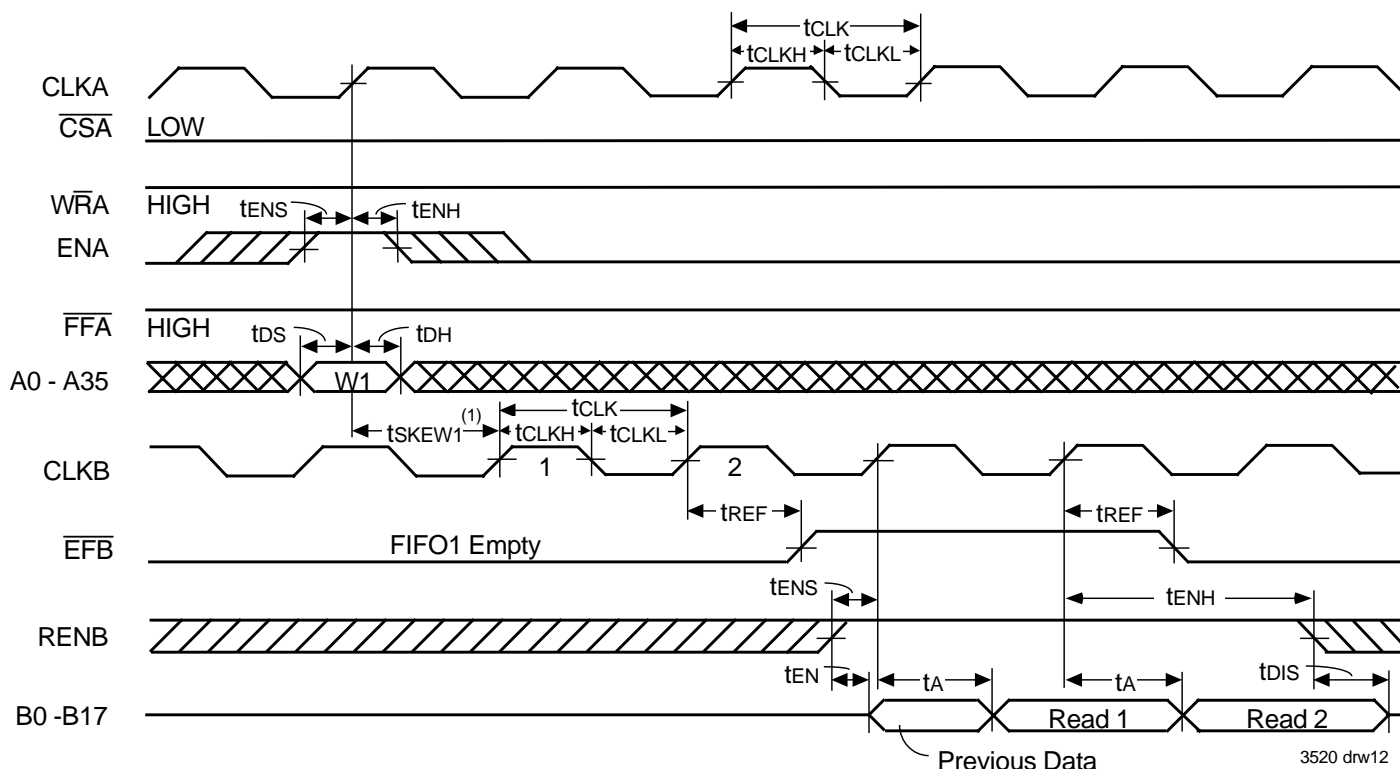 tCLK
tCLKH tCLKL
CLKA
CSA LOW
WRA HIGH
tENS tENH
ENA
FFA HIGH
tDS tDH
A0 - A35 W1
tSKEW1(1) tCLK
tCLKH tCLKL
CLKB 1 2
tREF tREF
EFB FIFO1 Empty
tENS tENH
RENB
tEN tA tA tDIS
B0 -B17 Read 1 Read 2
Previous Data
3520 drw12